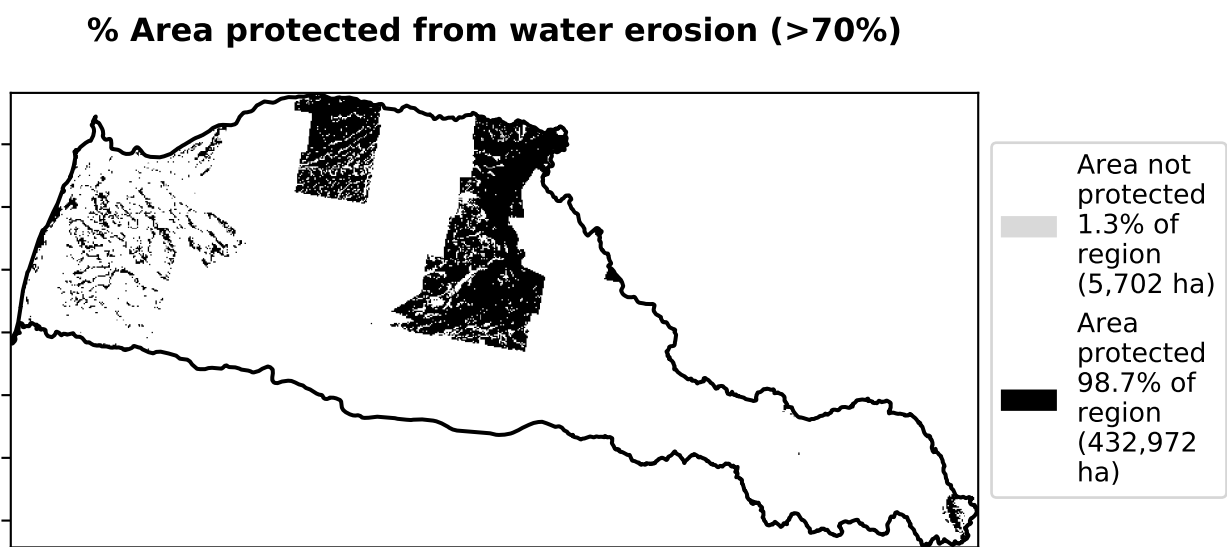 % Area protected from water erosion (>70%)
Area not
protected
1.3% of
region
(5,702 ha)
Area
protected
98.7% of
region
(432,972
ha)